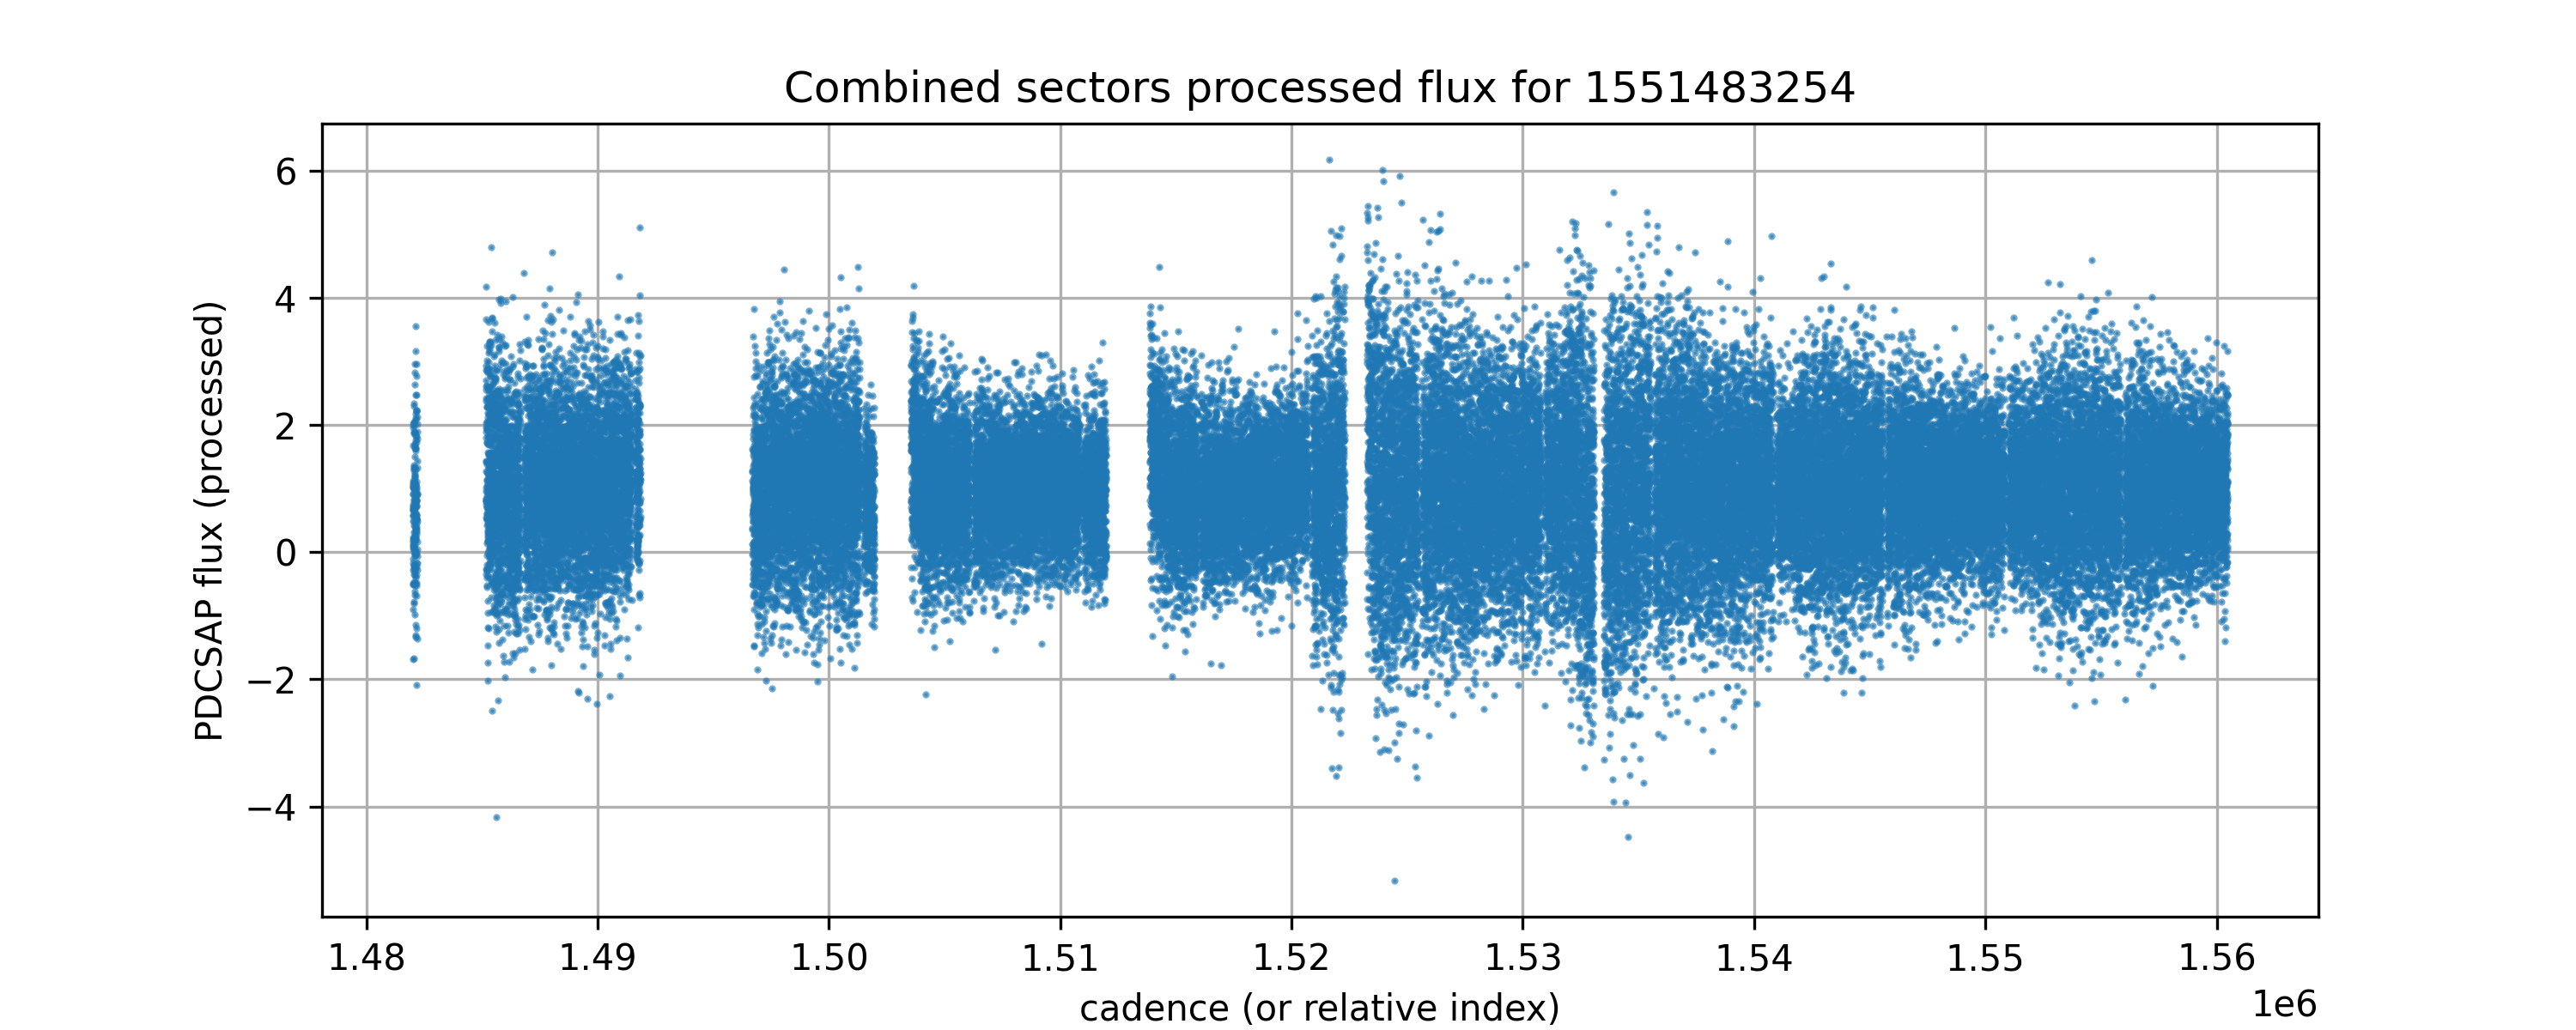 Combined sectors processed flux for 1551483254
PDCSAP flux (processed)
6
4
2
0
−2
−4
1.48 1.49 1.50 1.51 1.52 1.53 1.54 1.55 1.56
1e6
cadence (or relative index)